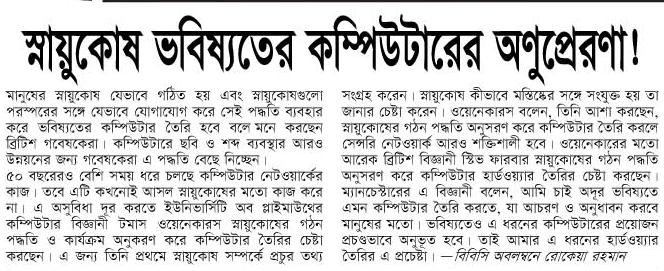 স্নায়ুকোষ ভবিষ্যতের কম্পিউটারের অণুপ্রেরণা!
মানুষের স্নায়ুকোষ যেভাবে গঠিত হয় এবং স্নায়ুকোষগুলো
পরস্পরের সঙ্গে যেভাবে যোগাযোগ করে সেই পদ্ধতি ব্যবহার
করে ভবিষ্যতের কম্পিউটার তৈরি হবে বলে মনে করছেন
ব্রিটিশ গবেষকেরা। কম্পিউটারে ছবি ও শব্দ ব্যবস্থার আরও
উন্নয়নের জন্য গবেষকেরা এ পদ্ধতি বেছে নিচ্ছেন।
৫০ বছরেরও বেশি সময় ধরে চলছে কম্পিউটার নেটওয়ার্কের
কাজ। তবে এটি কখনোই আসল স্নায়ুকোষের মতো কাজ করে
না। এ অসুবিধা দূর করতে ইউনিভার্সিটি অব প্লাইমাউথের
কম্পিউটার বিজ্ঞানী টমাস ওয়েনেকারস স্নায়ুকোষের গঠন
পদ্ধতি ও কার্যক্রম অনুকরণ করে কম্পিউটার তৈরির চেষ্টা
করছেন। এ জন্য তিনি প্রথমে স্নায়ুকোষ সম্পর্কে প্রচুর তথ্য
সংগ্রহ করেন। স্নায়ুকোষ কীভাবে মস্তিষ্কের সঙ্গে সংযুক্ত হয় তা
জানার চেষ্টা করেন। ওয়েনেকারস বলেন, তিনি আশা করছেন,
স্নায়ুকোষের গঠন পদ্ধতি অনুসরণ করে কম্পিউটার তৈরি করলে
সেন্সরি নেটওয়ার্ক আরও শক্তিশালী হবে। ওয়েনেকারের মতো
আরেক ব্রিটিশ বিজ্ঞানী স্টিভ ফারবার স্নায়ুকোষের গঠন পদ্ধতি
অনুসরণ করে কম্পিউটার হার্ডওয়্যার তৈরির চেষ্টা করছেন।
ম্যানচেস্টারের এ বিজ্ঞানী বলেন, আমি চাই অদূর ভবিষ্যতে
এমন কম্পিউটার তৈরি করতে, যা আচরণ ও অনুধাবন করবে
মানুষের মতো। ভবিষ্যতেও এ ধরনের কম্পিউটারের প্রয়োজন
প্রচণ্ডভাবে অনুভূত হবে। তাই আমার এ ধরনের হার্ডওয়্যার
তৈরির এ প্রচেষ্টা। —বিবিসি অবলম্বনে রোকেয়া রহমান